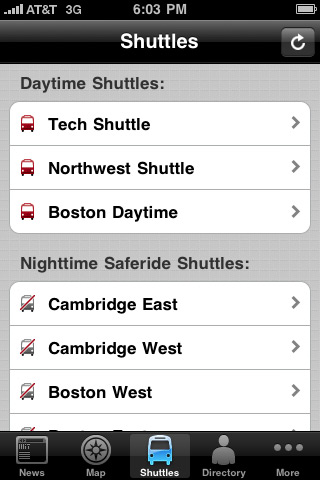 AT&T 3G 6:03 PM
Shuttles
Daytime Shuttles:
Tech Shuttle
Northwest Shuttle
Boston Daytime
Nighttime Saferide Shuttles:
Cambridge East
Cambridge West
Boston West
News Map Shuttles Directory More